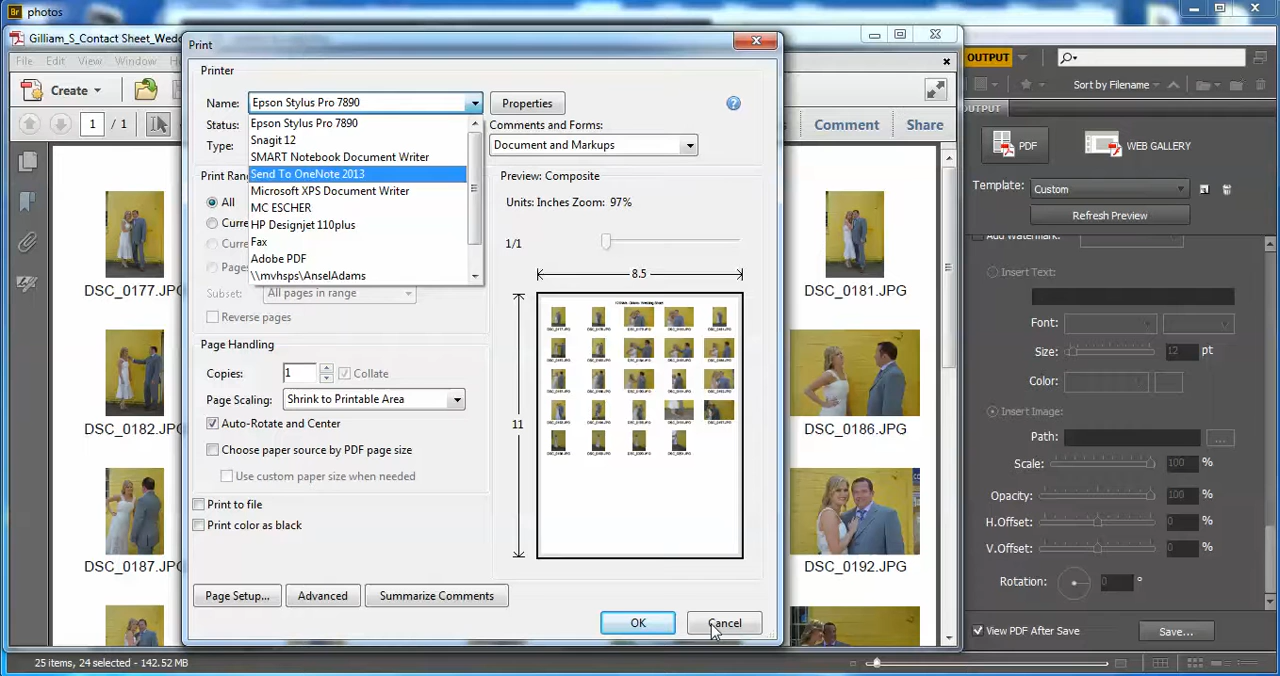 Br photos
Gilliam_S_Contact Sheet_Wedd
File Edit View Window
Create
1 / 1
Comment Share
Print
Printer
Name: Epson Stylus Pro 7890 Properties
Status:
Type:
Epson Stylus Pro 7890
Snagit 12
SMART Notebook Document Writer
Send To OneNote 2013
Microsoft XPS Document Writer
MC ESCHER
HP Designjet 110plus
Fax
Adobe PDF
\\mvhsps\AnselAdams
Comments and Forms:
Document and Markups
Print Rang
All
Curre
Curre
Pages
Subset: All pages in range
Reverse pages
Page Handling
Copies: 1 Collate
Page Scaling: Shrink to Printable Area
Auto-Rotate and Center
Choose paper source by PDF page size
Use custom paper size when needed
Print to file
Print color as black
Page Setup... Advanced Summarize Comments
Preview: Composite
Units: Inches Zoom: 97%
1/1
8.5
11
OK Cancel
DSC_0177.JPG
DSC_0182.JPG
DSC_0187.JPG
DSC_0181.JPG
DSC_0186.JPG
DSC_0192.JPG
OUTPUT
Sort by Filename
OUTPUT
PDF WEB GALLERY
Template: Custom
Refresh Preview
Add Watermark:
Insert Text:
Font:
Size: 12 pt
Color:
Insert Image:
Path: ...
Scale: 100 %
Opacity: 100 %
H.Offset: 0 %
V.Offset: 0 %
Rotation: 0 °
View PDF After Save Save...
25 items, 24 selected - 142.52 MB